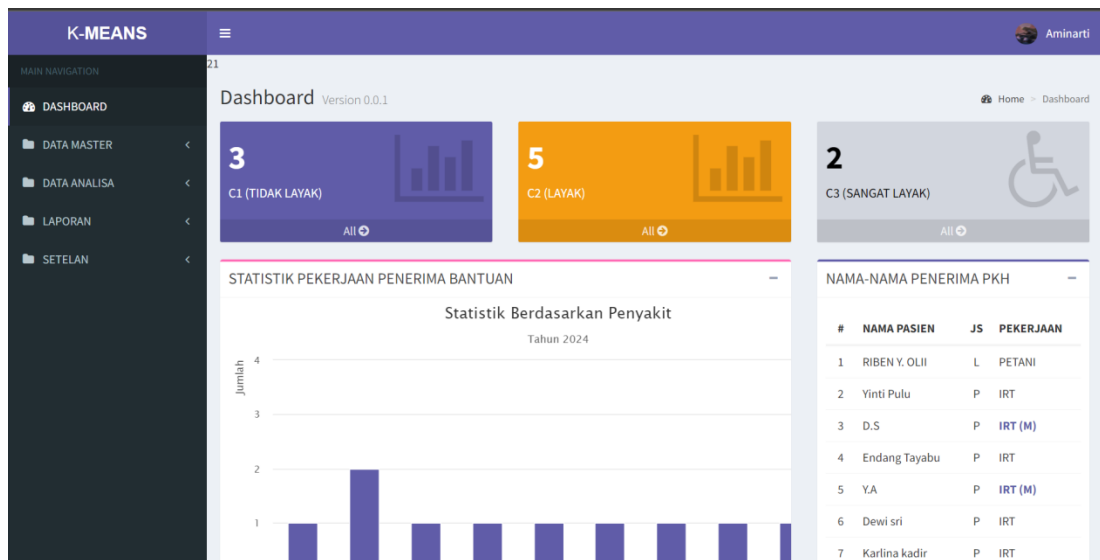 K-MEANS
Aminarti
MAIN NAVIGATION
DASHBOARD
DATA MASTER
DATA ANALISA
LAPORAN
SETELAN
21
Dashboard Version 0.0.1
Home > Dashboard
3
C1 (TIDAK LAYAK)
All
5
C2 (LAYAK)
All
2
C3 (SANGAT LAYAK)
All
STATISTIK PEKERJAAN PENERIMA BANTUAN
Statistik Berdasarkan Penyakit
Tahun 2024
Jumlah
4
3
2
1
NAMA-NAMA PENERIMA PKH
# NAMA PASIEN JS PEKERJAAN
1 RIBEN Y. OLII L PETANI
2 Yinti Pulu P IRT
3 D.S P IRT (M)
4 Endang Tayabu P IRT
5 Y.A P IRT (M)
6 Dewi sri P IRT
7 Karlina kadir P IRT